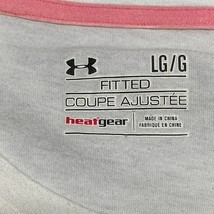 LG/G
FITTED
COUPE AJUSTÉE
heatgear
MADE IN CHINA
FABRIQUÉ EN CHINE